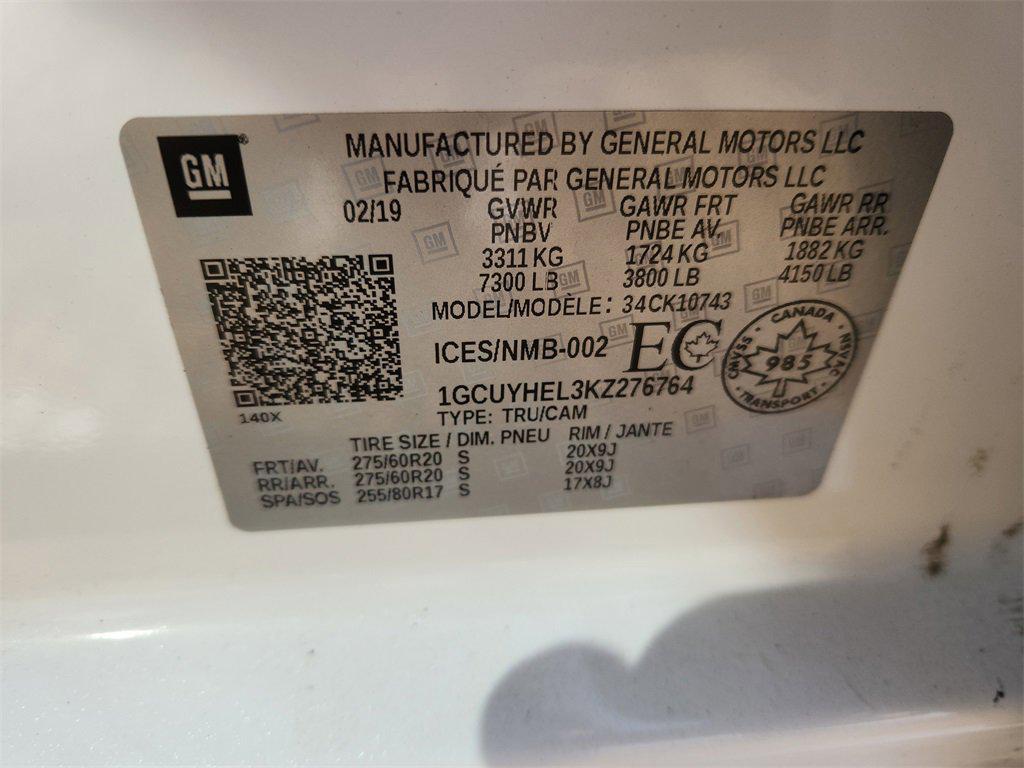 GM
MANUFACTURED BY GENERAL MOTORS LLC
FABRIQUÉ PAR GENERAL MOTORS LLC
02/19 GVWR GAWR FRT GAWR RR
PNBV PNBE AV. PNBE ARR.
3311 KG 1724 KG 1882 KG
7300 LB 3800 LB 4150 LB
MODEL/MODÈLE: 34CK10743
ICES/NMB-002 EC
CANADA
CMVSS 985 NSVAC
TRANSPORT
1GCUYHEL3KZ276764
140X
TYPE: TRU/CAM
TIRE SIZE / DIM. PNEU RIM / JANTE
FRT/AV. 275/60R20 S 20X9J
RR/ARR. 275/60R20 S 20X9J
SPA/SOS 255/80R17 S 17X8J